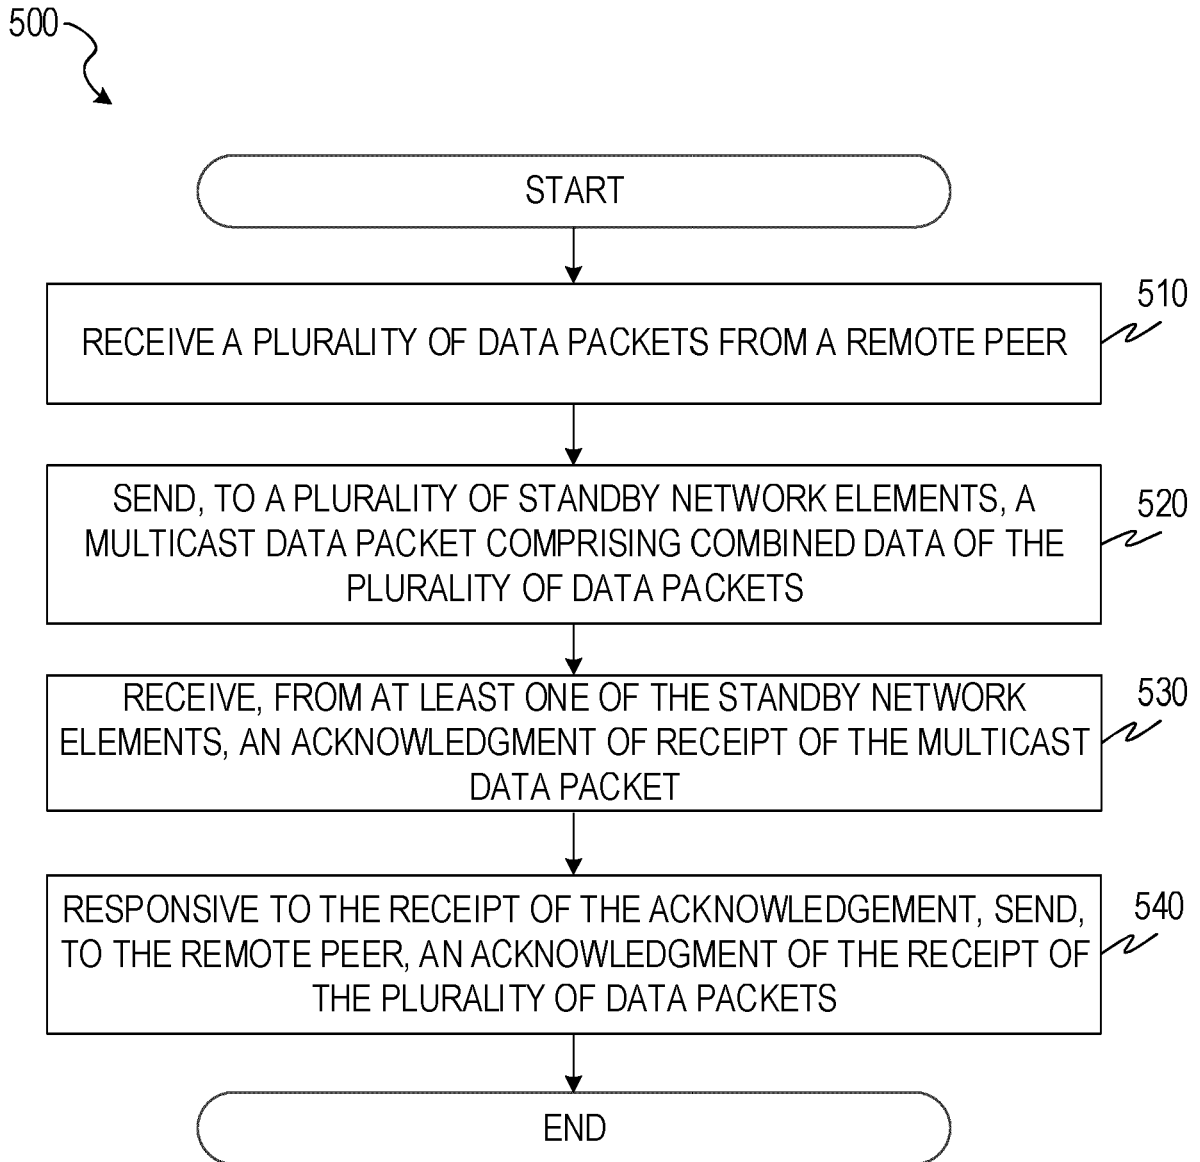 500
START
RECEIVE A PLURALITY OF DATA PACKETS FROM A REMOTE PEER
510
SEND, TO A PLURALITY OF STANDBY NETWORK ELEMENTS, A
MULTICAST DATA PACKET COMPRISING COMBINED DATA OF THE
PLURALITY OF DATA PACKETS
520
RECEIVE, FROM AT LEAST ONE OF THE STANDBY NETWORK
ELEMENTS, AN ACKNOWLEDGMENT OF RECEIPT OF THE MULTICAST
DATA PACKET
530
RESPONSIVE TO THE RECEIPT OF THE ACKNOWLEDGEMENT, SEND,
TO THE REMOTE PEER, AN ACKNOWLEDGMENT OF THE RECEIPT OF
THE PLURALITY OF DATA PACKETS
540
END